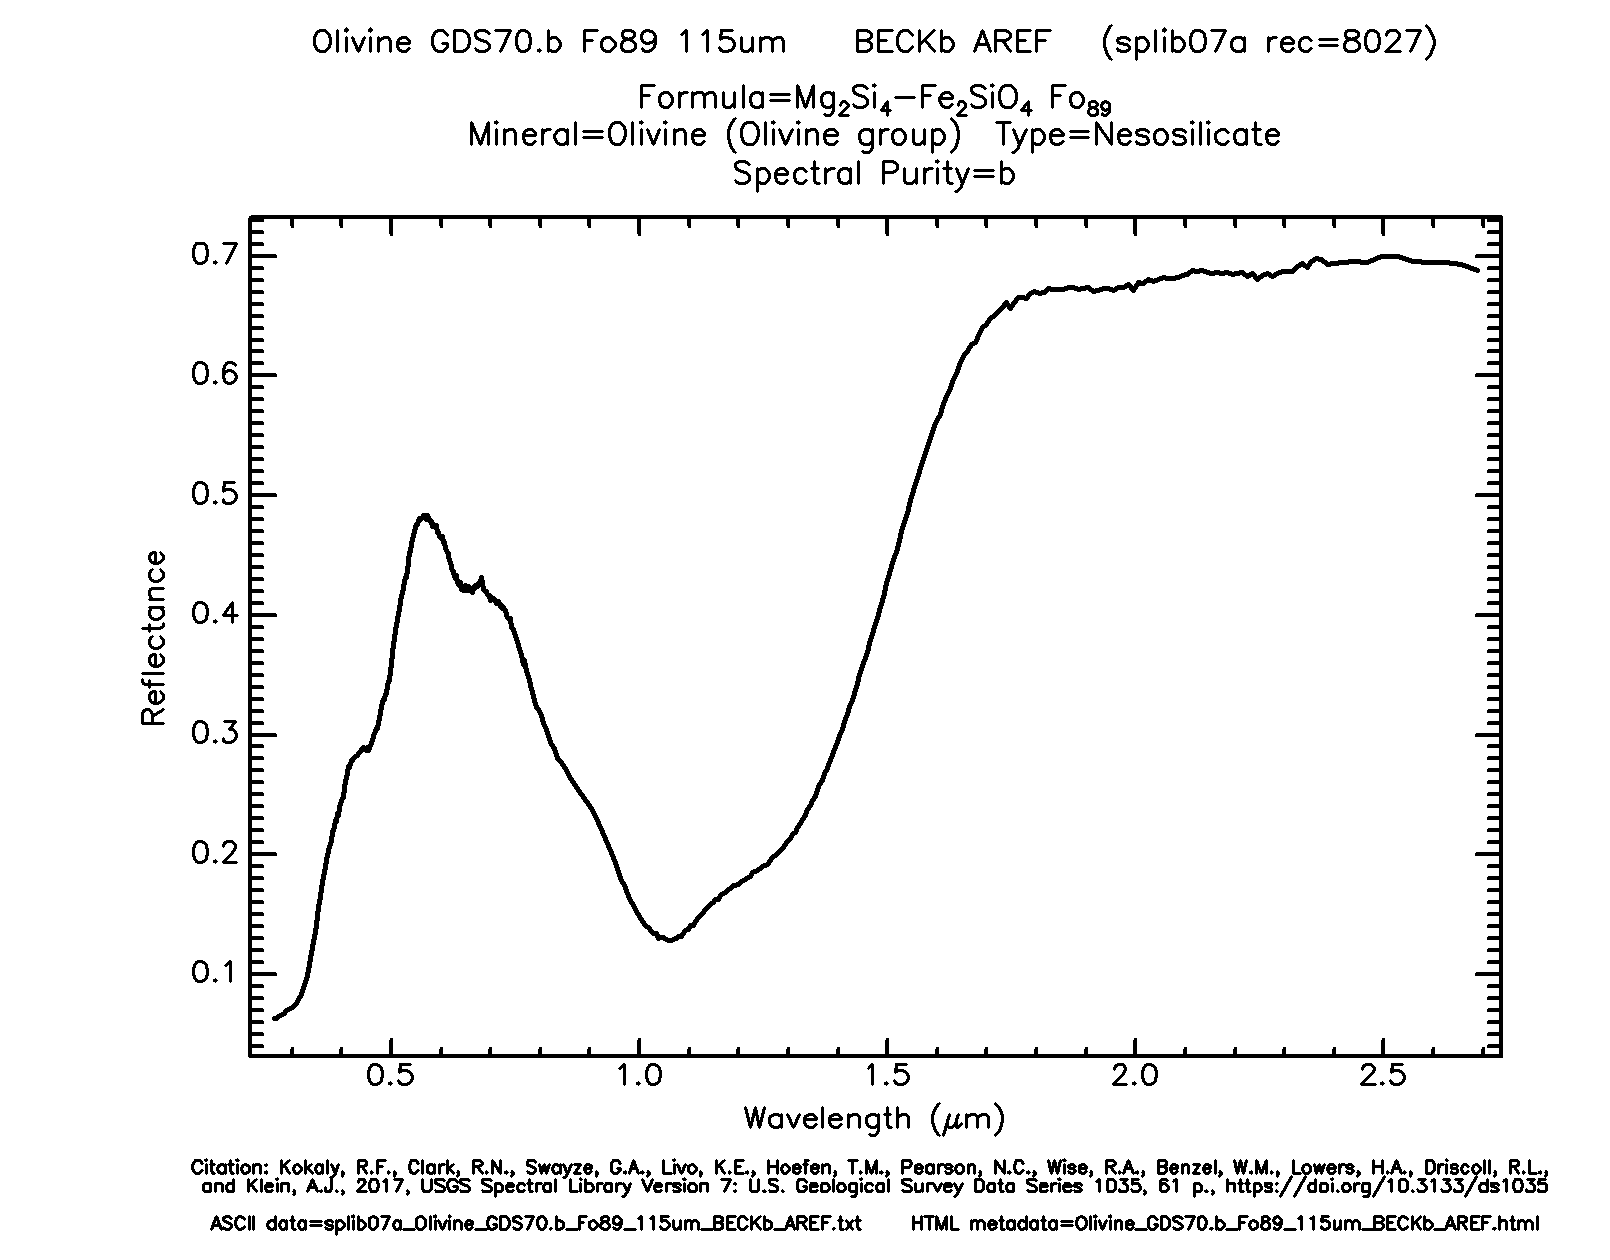 Olivine GDS70.b Fo89 115um BECKb AREF (splib07a rec=8027)
Formula=Mg₂Si₄−Fe₂SiO₄ Fo₈₉
Mineral=Olivine (Olivine group) Type=Nesosilicate
Spectral Purity=b
0.7
0.6
0.5
0.4
0.3
0.2
0.1
Reflectance
0.5 1.0 1.5 2.0 2.5
Wavelength (μm)
Citation: Kokaly, R.F., Clark, R.N., Swayze, G.A., Livo, K.E., Hoefen, T.M., Pearson, N.C., Wise, R.A., Benzel, W.M., Lowers, H.A., Driscoll, R.L.,
and Klein, A.J., 2017, USGS Spectral Library Version 7: U.S. Geological Survey Data Series 1035, 61 p., https://doi.org/10.3133/ds1035
ASCII data=splib07a_Olivine_GDS70.b_Fo89_115um_BECKb_AREF.txt HTML metadata=Olivine_GDS70.b_Fo89_115um_BECKb_AREF.html